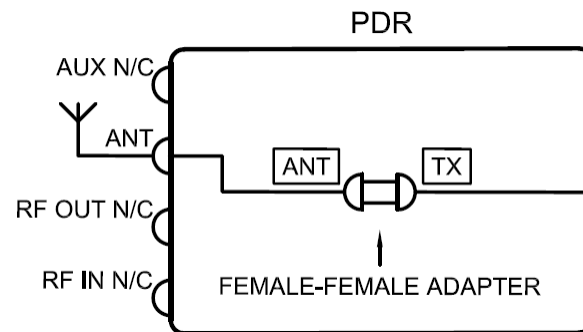 PDR
AUX N/C
ANT
ANT
TX
RF OUT N/C
RF IN N/C
FEMALE-FEMALE ADAPTER